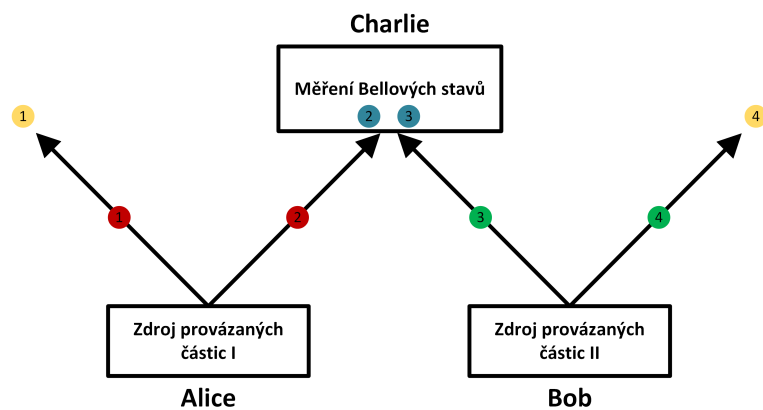 Charlie
Měření Bellových stavů
1
2
3
4
1
2
3
4
Zdroj provázaných
částic I
Zdroj provázaných
částic II
Alice
Bob